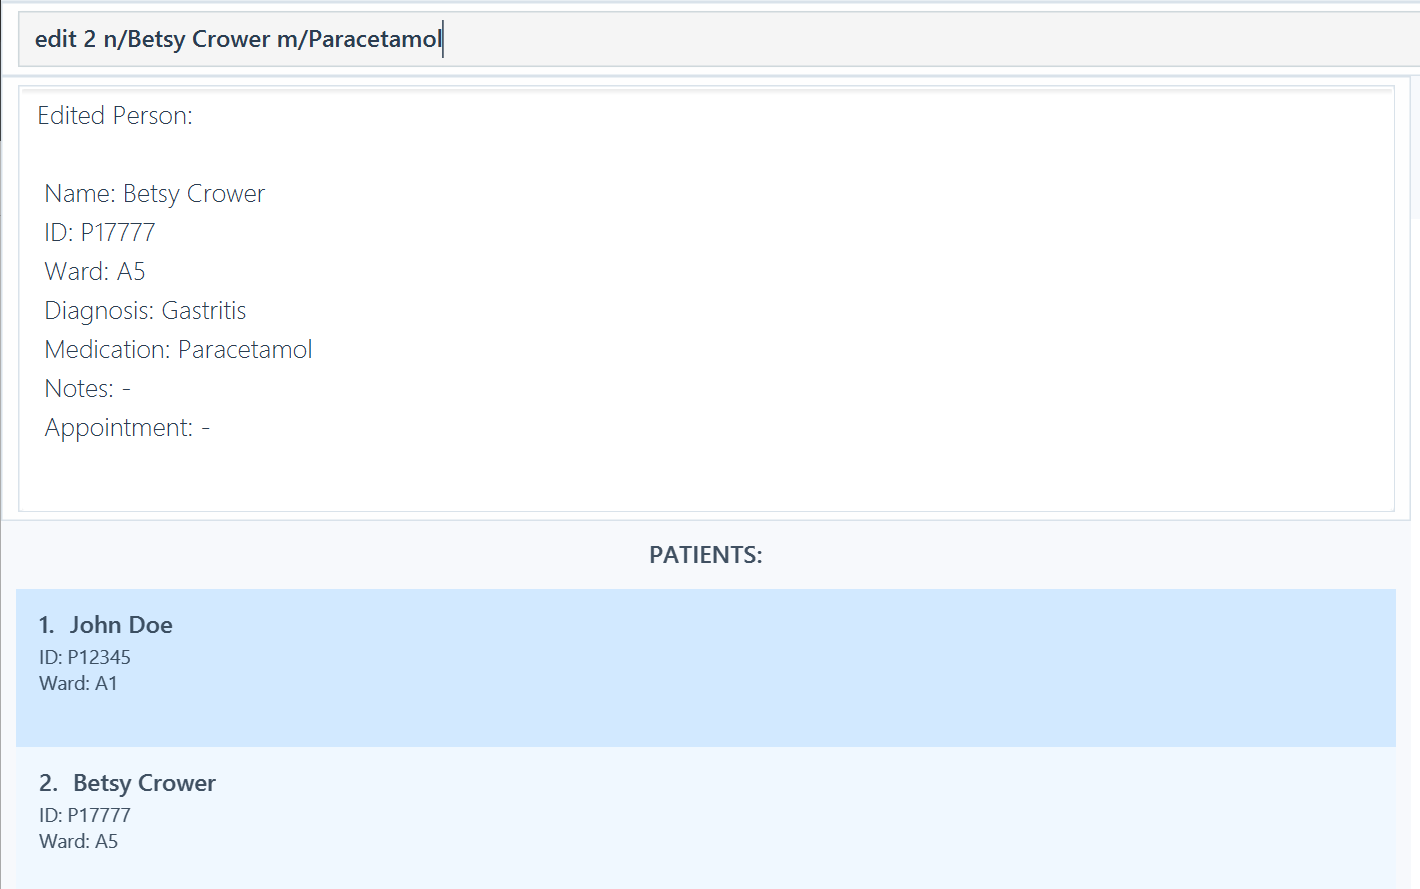 edit 2 n/Betsy Crower m/Paracetamol
Edited Person:
Name: Betsy Crower
ID: P17777
Ward: A5
Diagnosis: Gastritis
Medication: Paracetamol
Notes: -
Appointment: -
PATIENTS:
1. John Doe
ID: P12345
Ward: A1
2. Betsy Crower
ID: P17777
Ward: A5